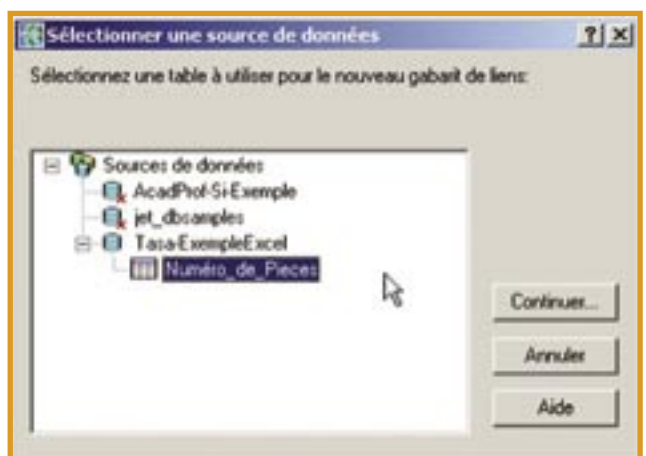 Sélectionner une source de données
Sélectionnez une table à utiliser pour le nouveau gabarit de liens:
Sources de données
AcadProf-Si-Exemple
jet_dbsamples
Tasa-ExempleExcel
Numéro_de_Pieces
Continuer...
Annuler
Aide